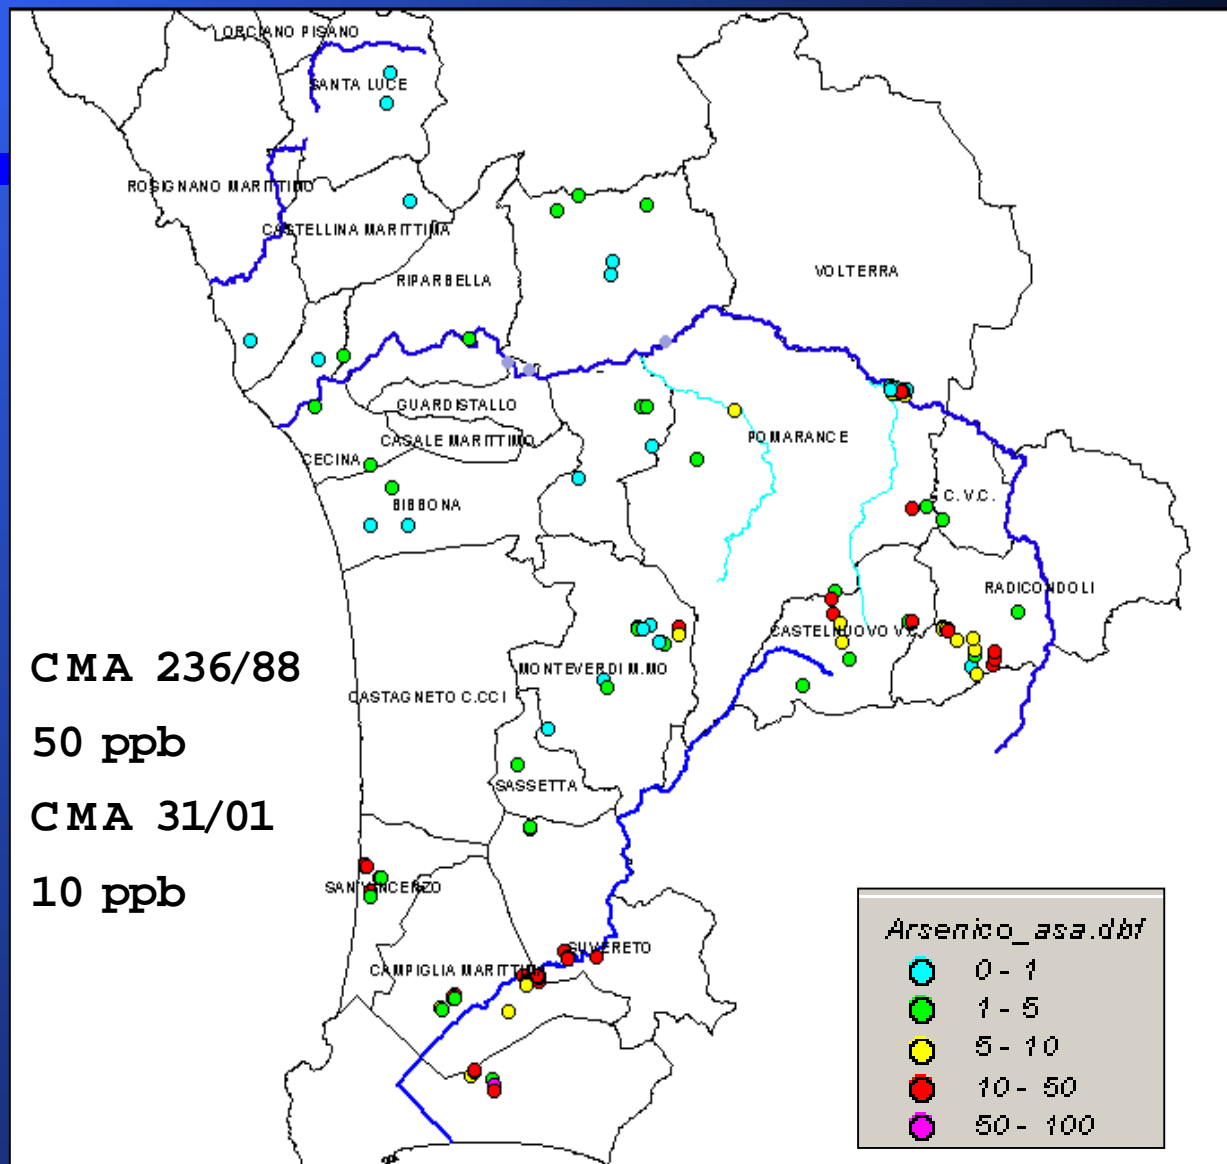 ORCIANO PISANO
SANTA LUCE
ROSIGNANO MARITTIMO
CASTELLINA MARITTIMA
RIPARBELLA
VOLTERRA
GUARDISTALLO
CASALE MARITTIMO
POMARANCE
CECINA
BIBBONA
C.V.C.
RADICONDOLI
CASTELNUOVO V.C.
MONTEVERDI M.MO
CASTAGNETO C.CCI
SASSETTA
SAN VINCENZO
SUVERETO
CAMPIGLIA MARITTIMA
CMA 236/88
50 ppb
CMA 31/01
10 ppb
Arsenico_asa.dbf
0 - 1
1 - 5
5 - 10
10 - 50
50 - 100